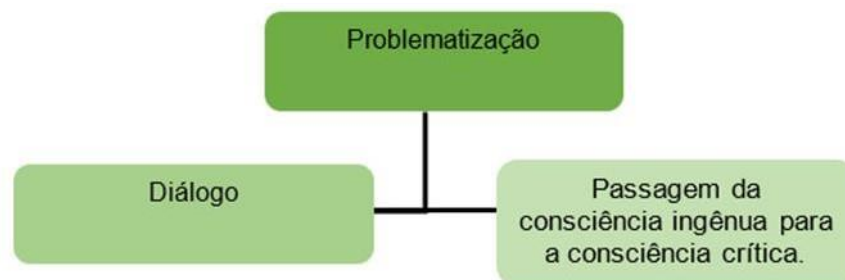 Problematização
Diálogo
Passagem da
consciência ingênua para
a consciência crítica.